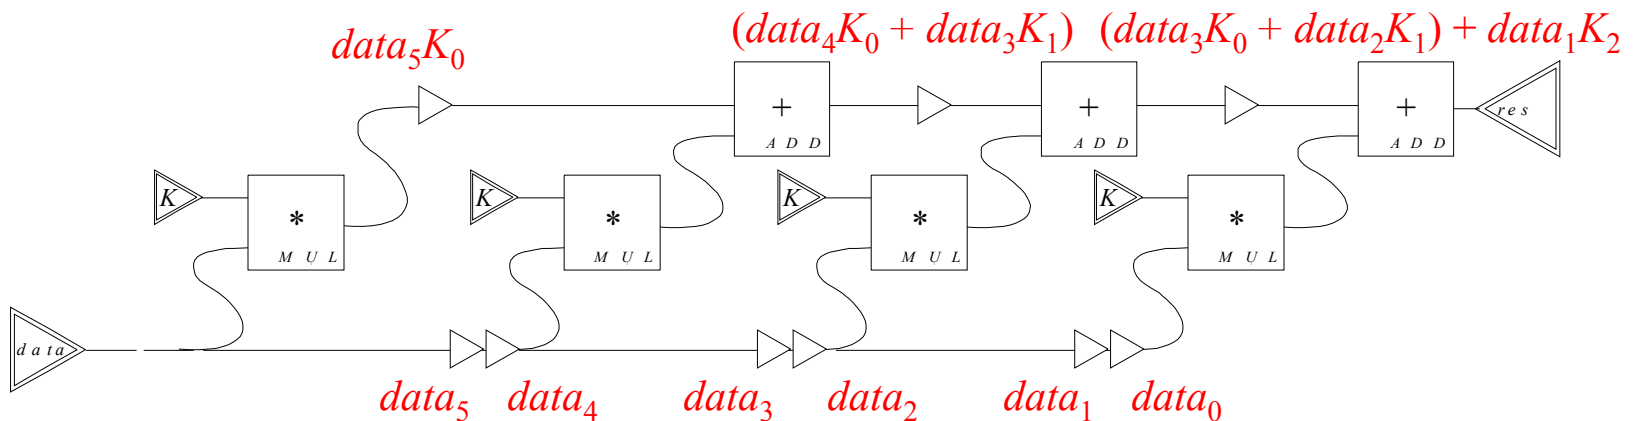 data₅K₀ (data₄K₀ + data₃K₁) (data₃K₀ + data₂K₁) + data₁K₂
+ + + res
ADD ADD ADD
K K K K
* * * *
MUL MUL MUL MUL
data
data₅ data₄ data₃ data₂ data₁ data₀